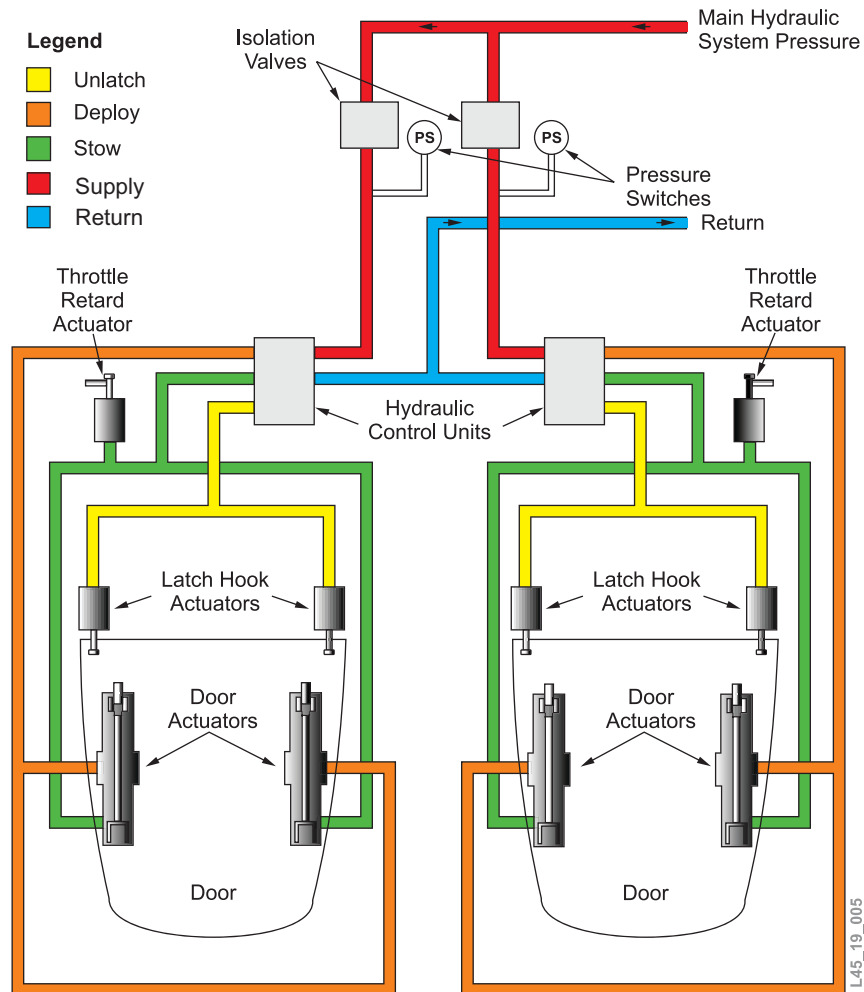 Legend
Unlatch
Deploy
Stow
Supply
Return
Isolation
Valves
Main Hydraulic
System Pressure
PS
PS
Pressure
Switches
Return
Throttle
Retard
Actuator
Throttle
Retard
Actuator
Hydraulic
Control Units
Latch Hook
Actuators
Latch Hook
Actuators
Door
Actuators
Door
Actuators
Door
Door
L45_19_005